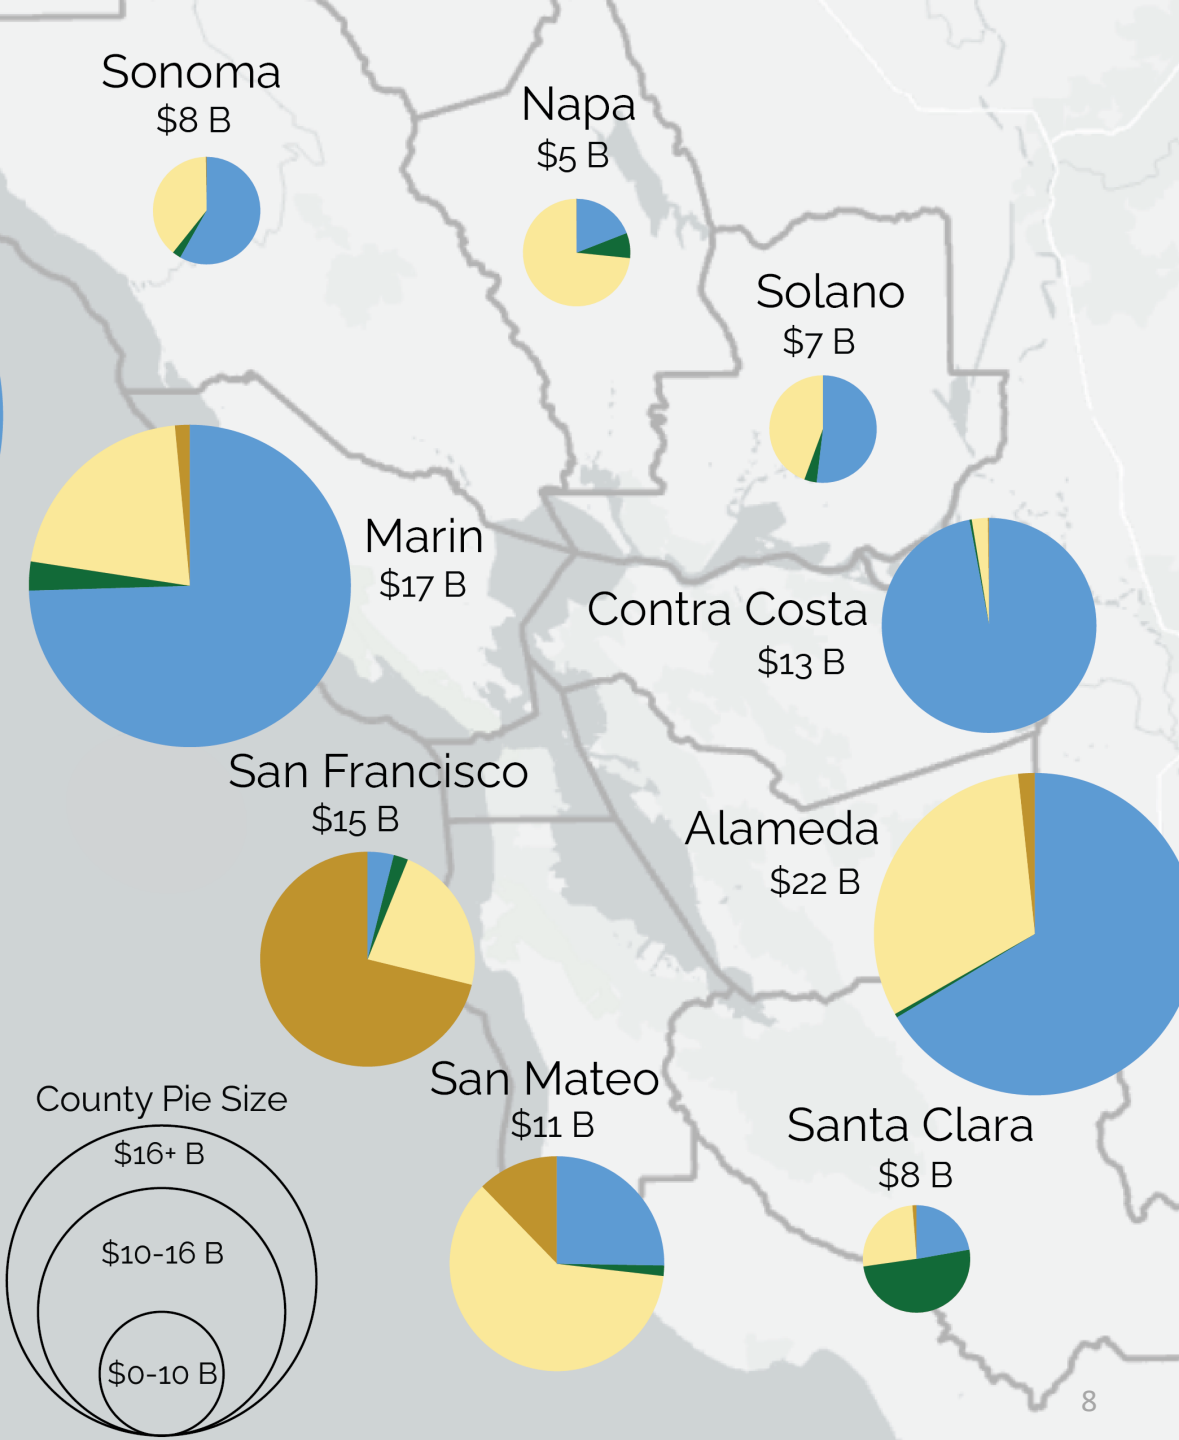 Sonoma
$8 B
Napa
$5 B
Solano
$7 B
Marin
$17 B
Contra Costa
$13 B
San Francisco
$15 B
Alameda
$22 B
San Mateo
$11 B
Santa Clara
$8 B
County Pie Size
$16+ B
$10-16 B
$0-10 B
8